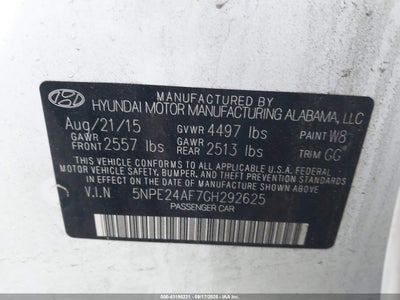 MANUFACTURED BY
HYUNDAI MOTOR MANUFACTURING ALABAMA, LLC
Aug/21/15 GVWR 4497 lbs PAINT W8
GAWR FRONT 2557 lbs GAWR REAR 2513 lbs TRIM GG
THIS VEHICLE CONFORMS TO ALL APPLICABLE U.S. FEDERAL
MOTOR VEHICLE SAFETY, BUMPER, AND THEFT PREVENTION
STANDARDS IN EFFECT ON THE DATE OF MANUFACTURE SHOWN ABOVE.
V.I.N 5NPE24AF7GH292625
PASSENGER CAR